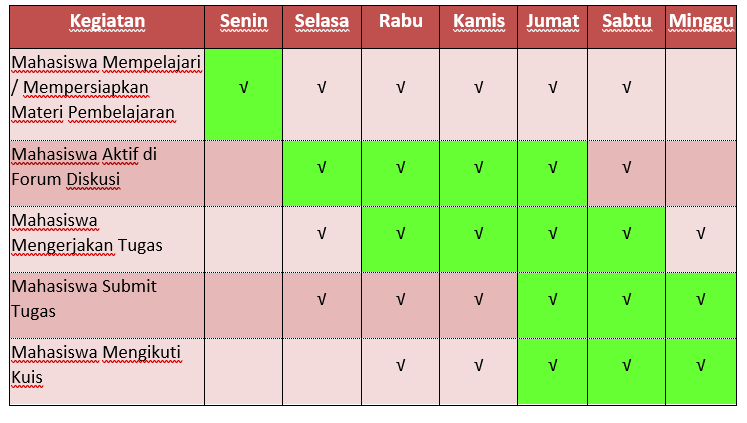 Kegiatan Senin Selasa Rabu Kamis Jumat Sabtu Minggu
Mahasiswa Mempelajari
/ Mempersiapkan
Materi Pembelajaran
√ √ √ √ √ √
Mahasiswa Aktif di
Forum Diskusi
√ √ √ √ √
Mahasiswa
Mengerjakan Tugas
√ √ √ √ √ √
Mahasiswa Submit
Tugas
√ √ √ √ √ √
Mahasiswa Mengikuti
Kuis
√ √ √ √ √